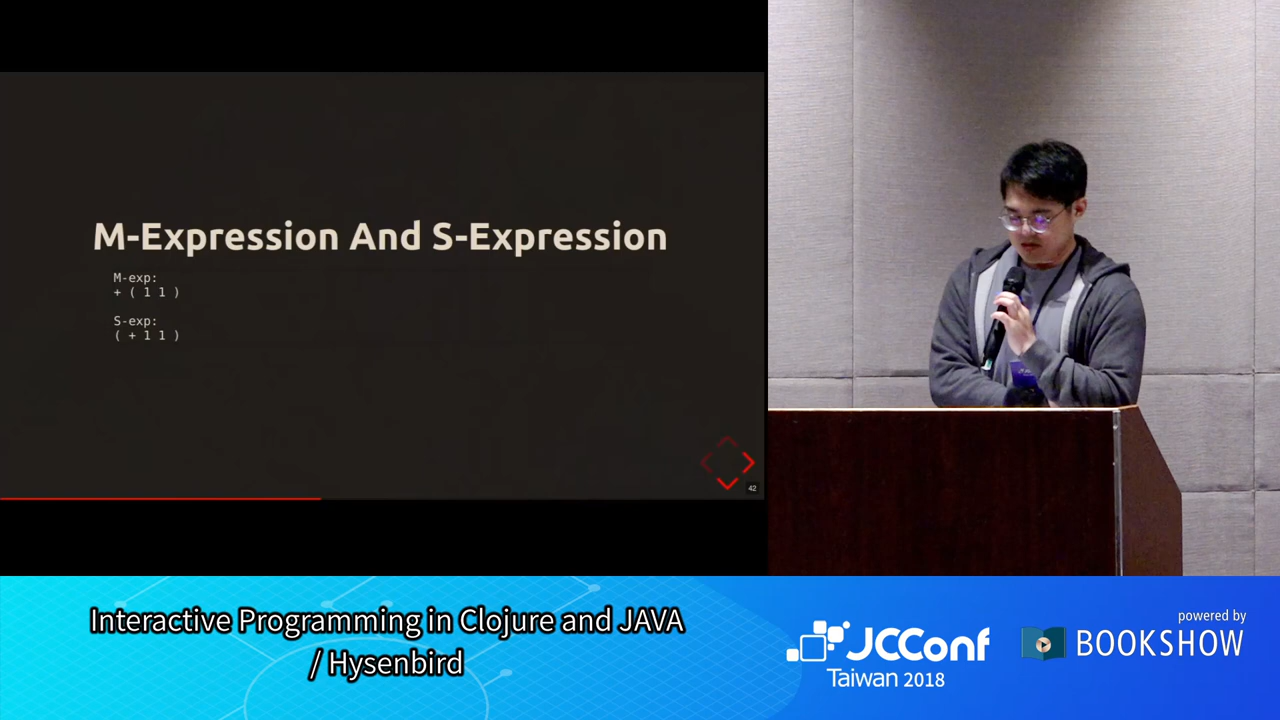 M-Expression And S-Expression
M-exp:
+ ( 1 1 )
S-exp:
( + 1 1 )
42
Interactive Programming in Clojure and JAVA
/ Hysenbird
JCConf
Taiwan 2018
powered by
BOOKSHOW